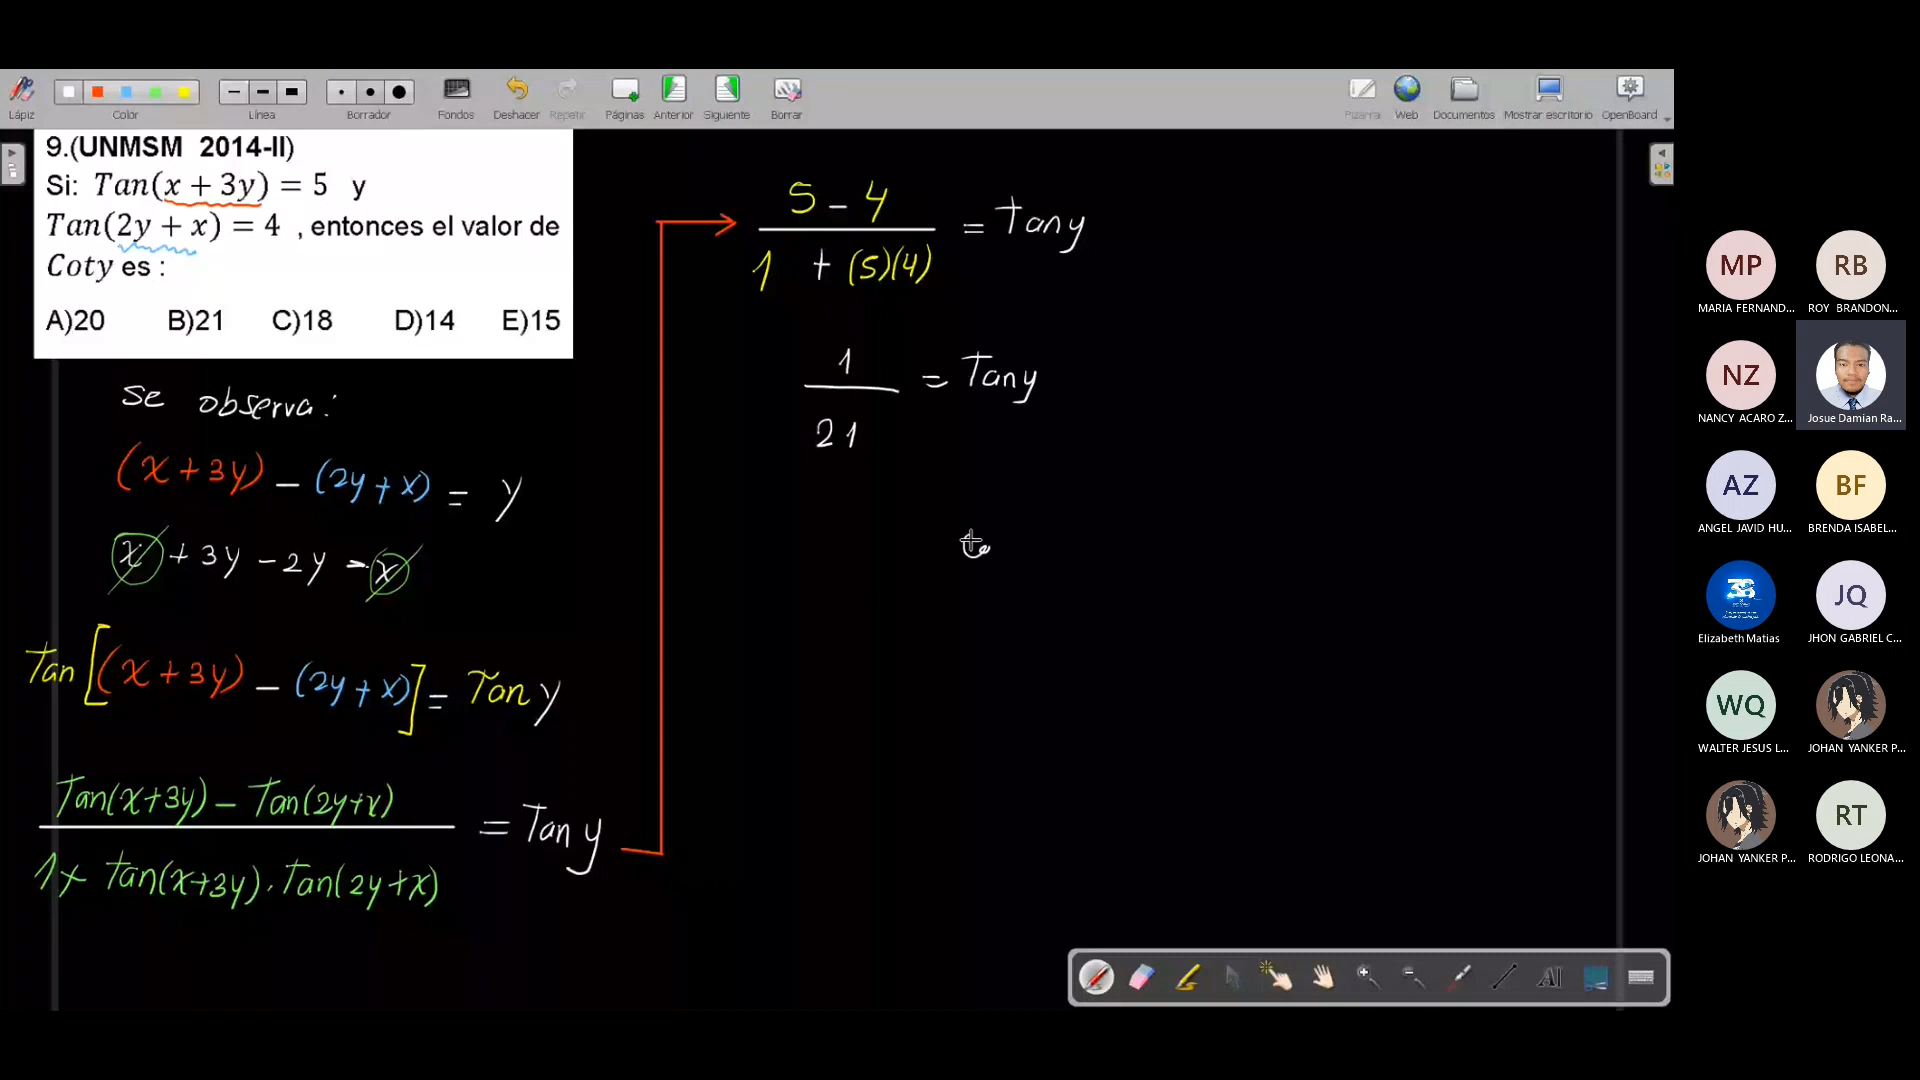 Lápiz Color Línea Borrador Fondos Deshacer Repetir Páginas Anterior Siguiente Borrar Pizarra Web Documentos Mostrar escritorio OpenBoard
9.(UNMSM 2014-II)
Si: Tan(x + 3y) = 5 y
Tan(2y + x) = 4 , entonces el valor de
Coty es :
A)20 B)21 C)18 D)14 E)15
se observa:
(x + 3y) - (2y + x) = y
x + 3y - 2y - x
Tan[(x + 3y) - (2y + x)] = Tan y
Tan(x+3y) - Tan(2y+x)
= Tan y
1+ tan(x+3y) . Tan(2y+x)
5 - 4
= Tan y
1 + (5)(4)
1
= Tan y
21
MP
MARIA FERNAND...
RB
ROY BRANDON...
NZ
NANCY ACARO Z...
Josue Damian Ra...
AZ
ANGEL JAVID HU...
BF
BRENDA ISABEL...
Elizabeth Matias
JQ
JHON GABRIEL C...
WQ
WALTER JESUS L...
JOHAN YANKER P...
JOHAN YANKER P...
RT
RODRIGO LEONA...
AI